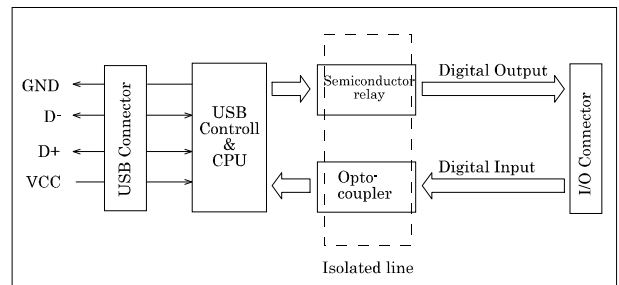 GND
D-
D+
VCC
USB Connector
USB
Controll
&
CPU
Semiconductor
relay
Opto-
coupler
Digital Output
Digital Input
I/O Connector
Isolated line